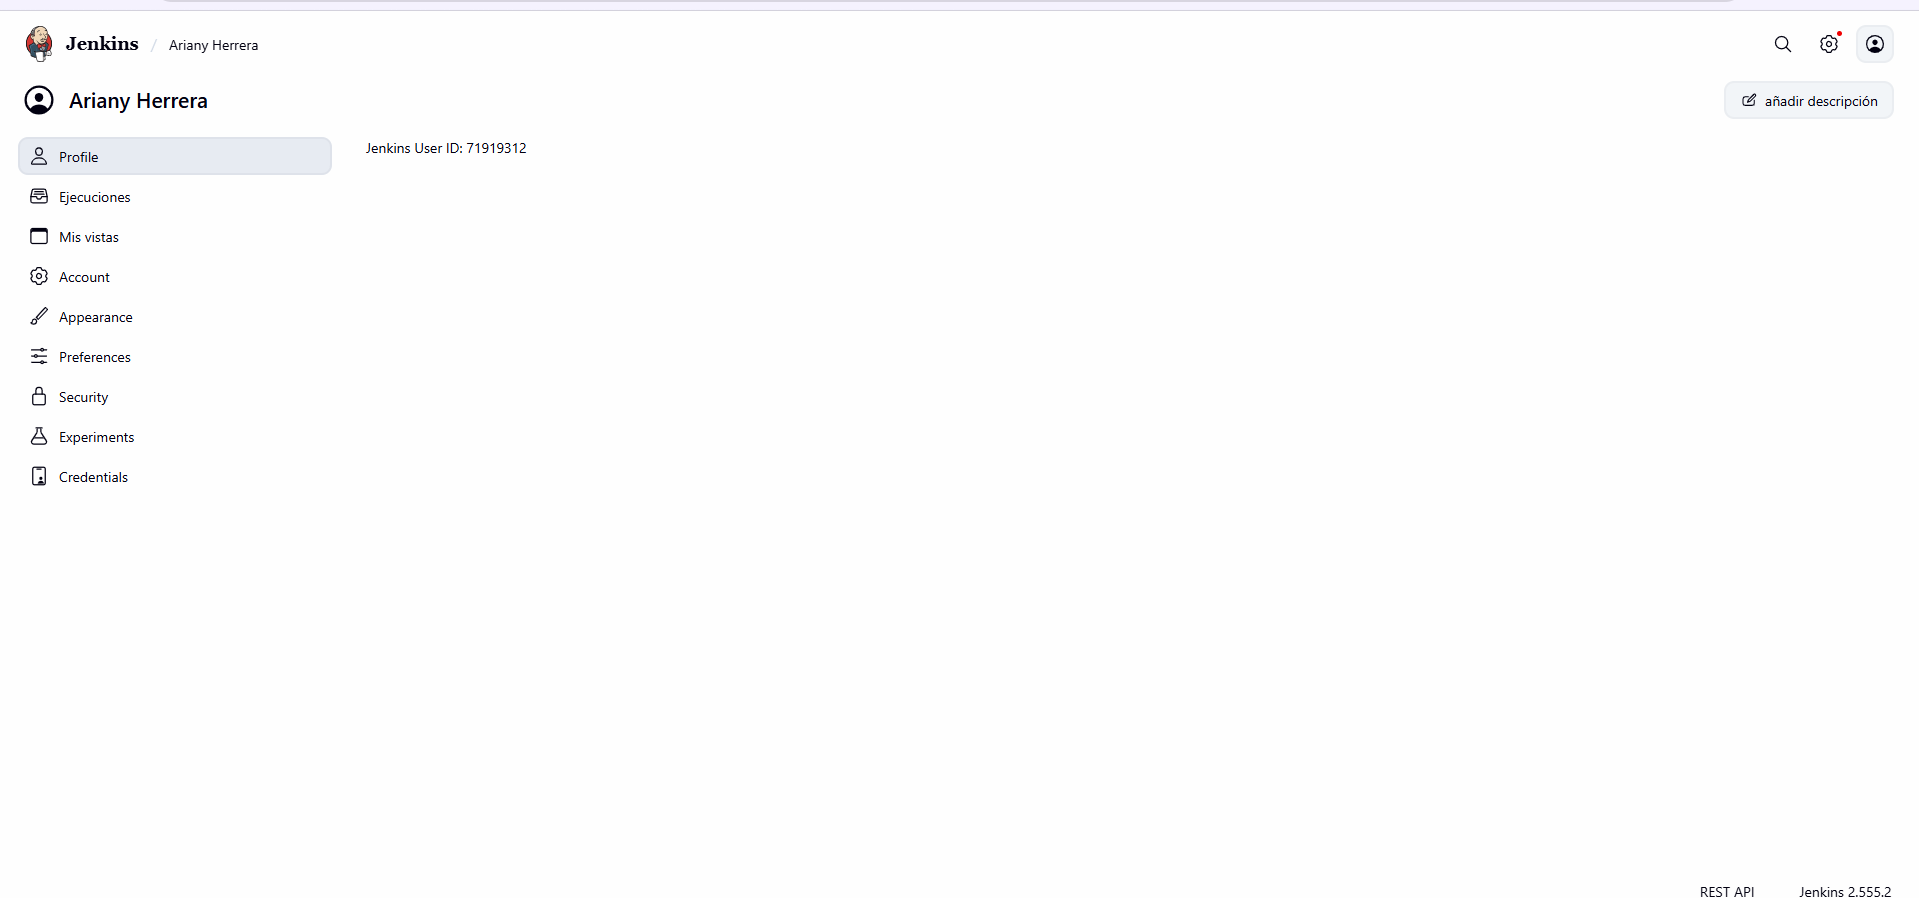 Jenkins / Ariany Herrera
Ariany Herrera
añadir descripción
Profile
Ejecuciones
Mis vistas
Account
Appearance
Preferences
Security
Experiments
Credentials
Jenkins User ID: 71919312
REST API
Jenkins 2.555.2